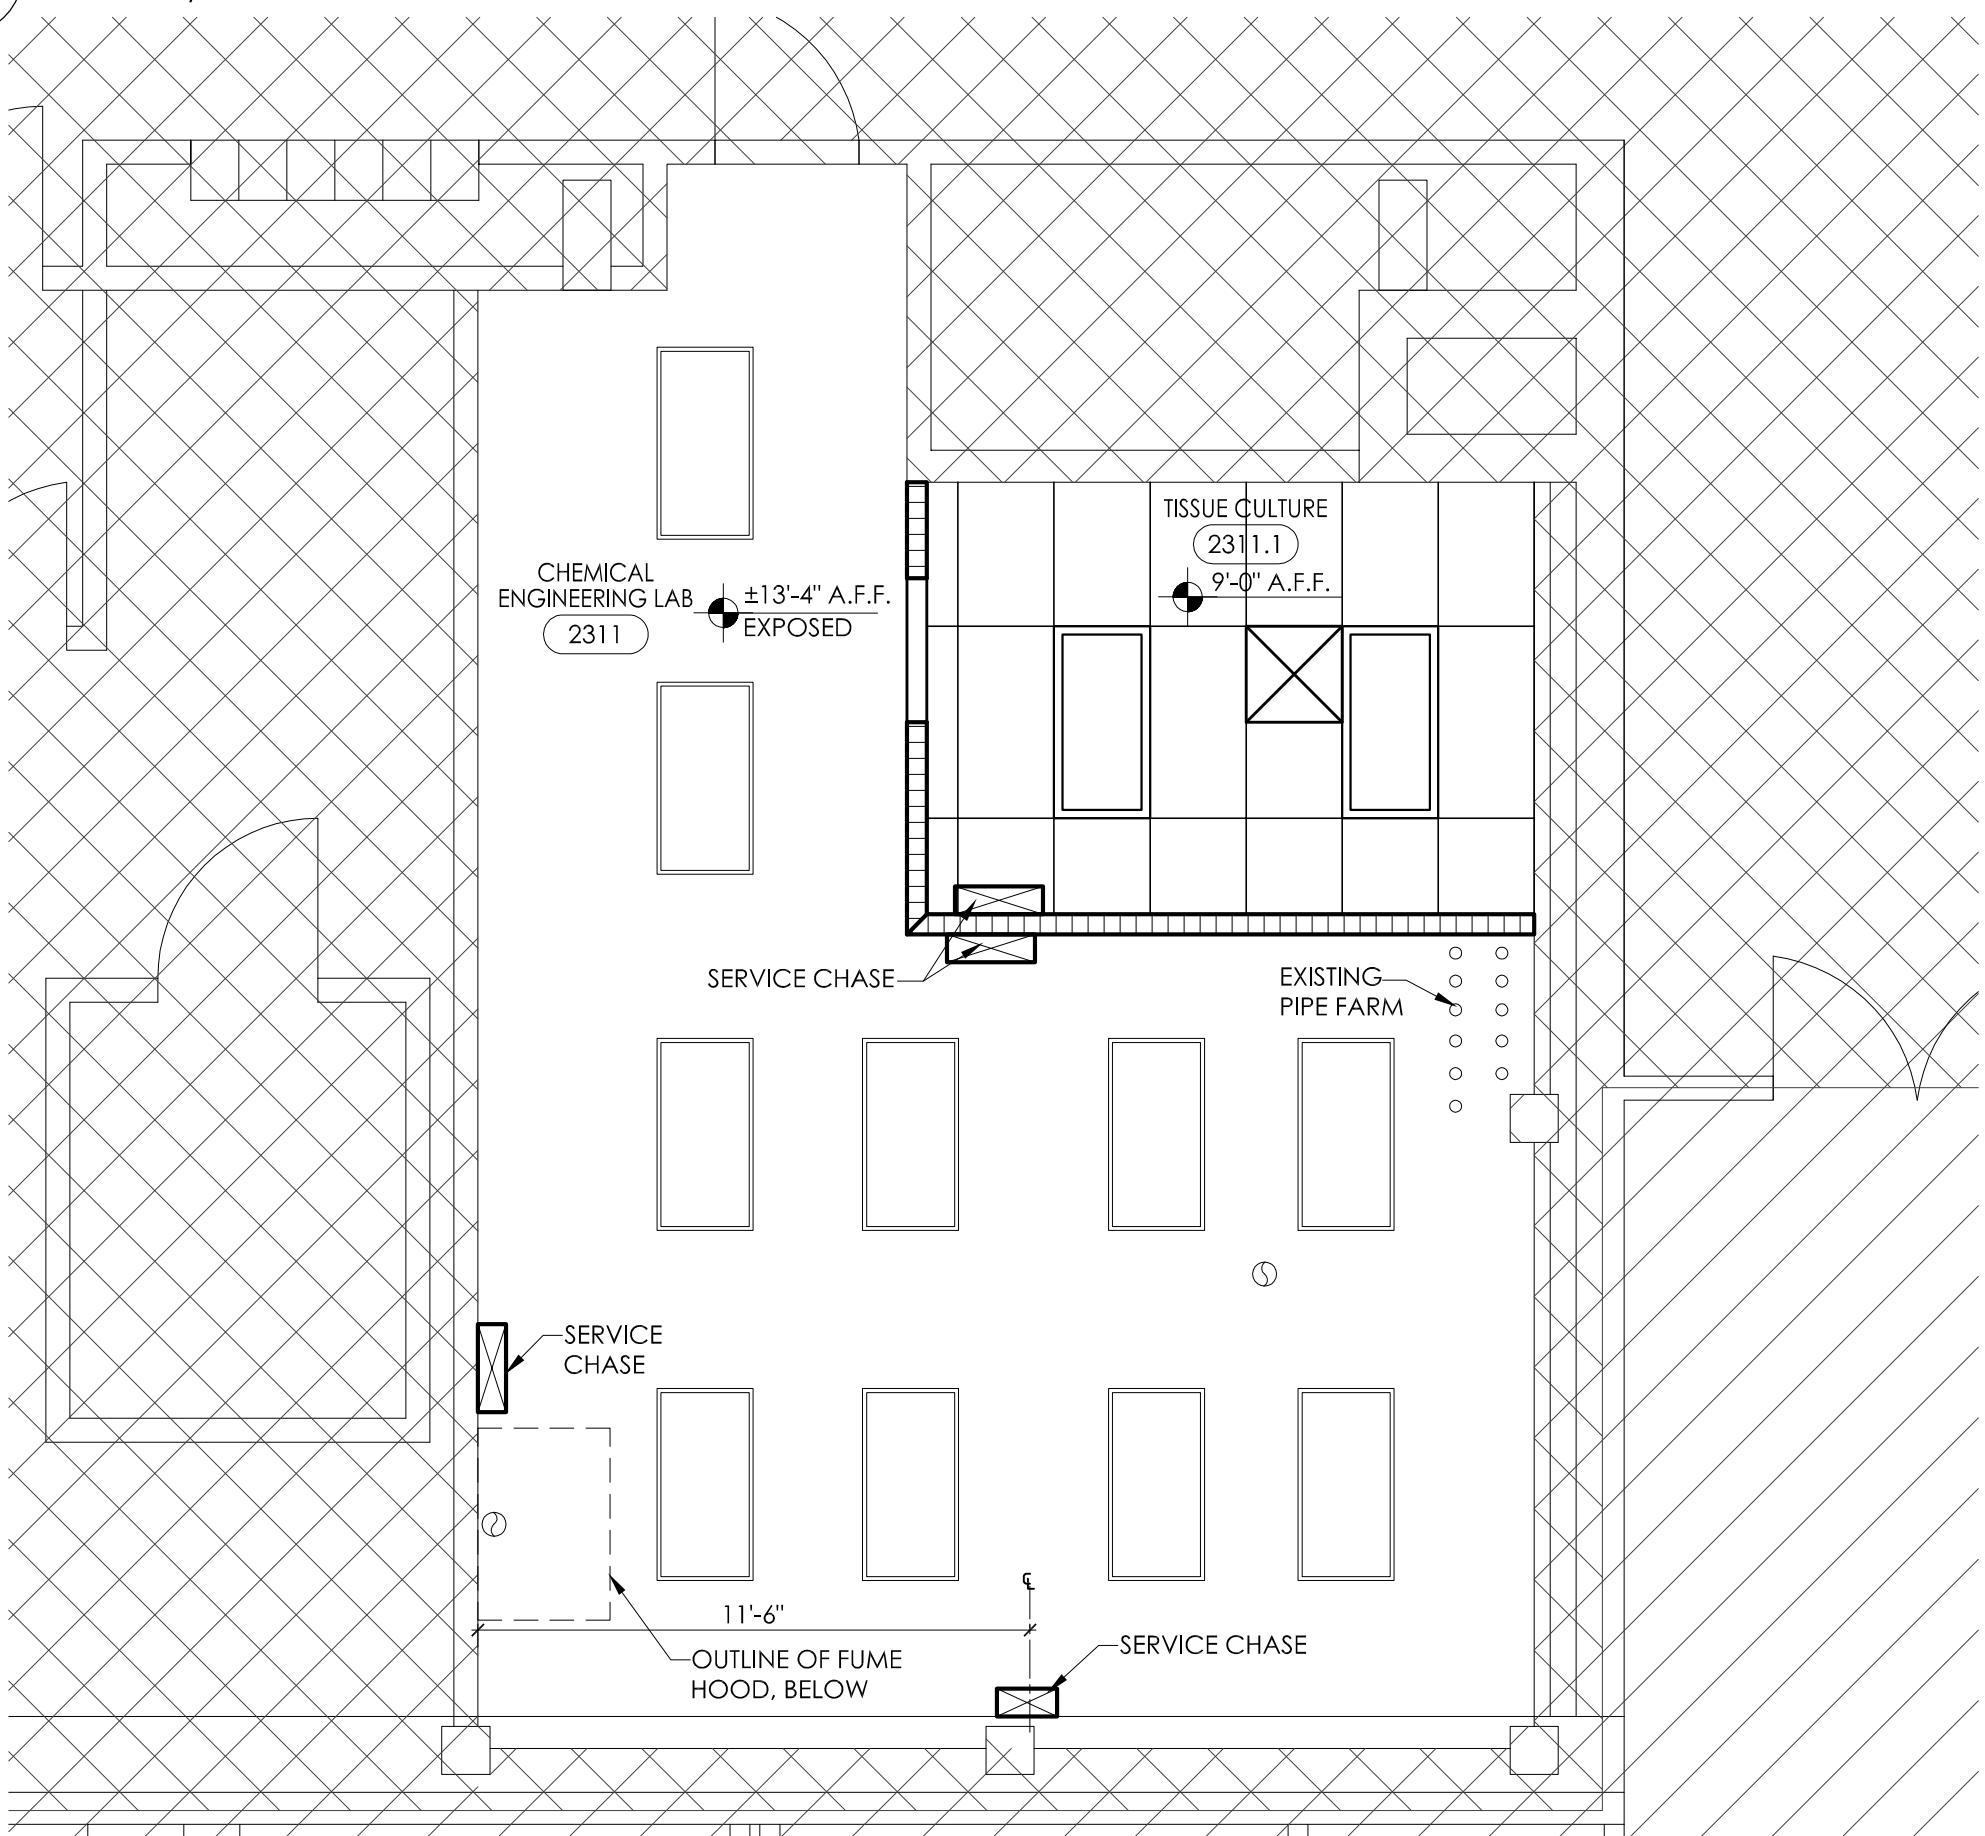 TISSUE CULTURE
2311.1
9'-0" A.F.F.
CHEMICAL
ENGINEERING LAB
2311
±13'-4" A.F.F.
EXPOSED
SERVICE CHASE
EXISTING
PIPE FARM
SERVICE
CHASE
11'-6"
OUTLINE OF FUME
HOOD, BELOW
SERVICE CHASE